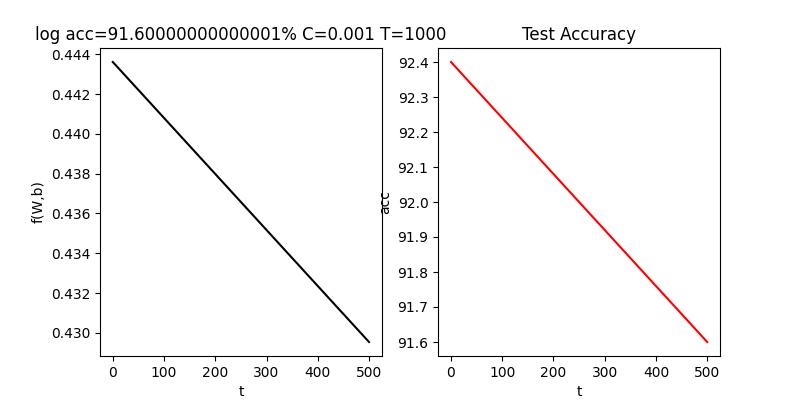 log acc=91.60000000000001% C=0.001 T=1000
f(W,b)
0.444
0.442
0.440
0.438
0.436
0.434
0.432
0.430
0 100 200 300 400 500
t
Test Accuracy
acc
92.4
92.3
92.2
92.1
92.0
91.9
91.8
91.7
91.6
0 100 200 300 400 500
t